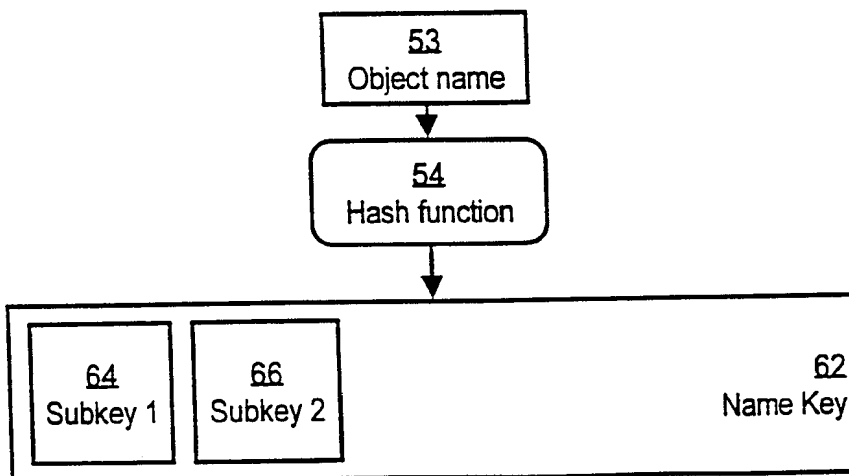 53
Object name
54
Hash function
64
Subkey 1
66
Subkey 2
62
Name Key